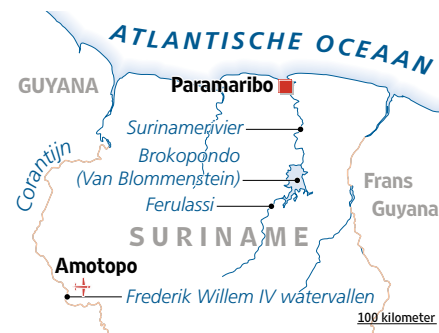 ATLANTISCHE OCEAAN
GUYANA
Paramaribo
Surinamerivier
Brokopondo
(Van Blommenstein)
Corantijn
Frans
Guyana
Ferulassi
SURINAME
Amotopo
Frederik Willem IV watervallen
100 kilometer